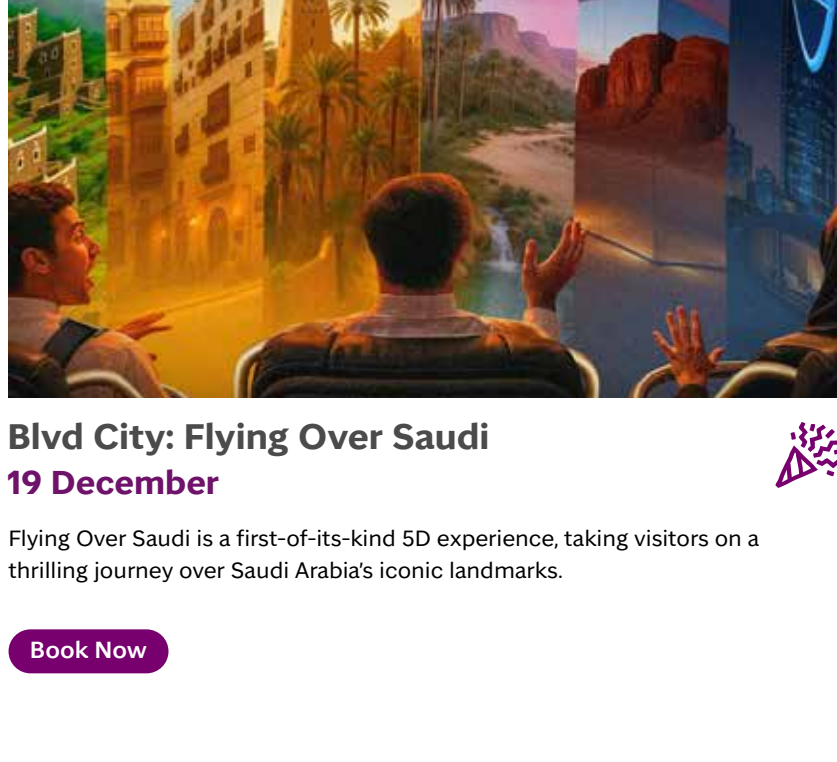 Blvd City: Flying Over Saudi
19 December
Flying Over Saudi is a first-of-its-kind 5D experience, taking visitors on a
thrilling journey over Saudi Arabia's iconic landmarks.
Book Now